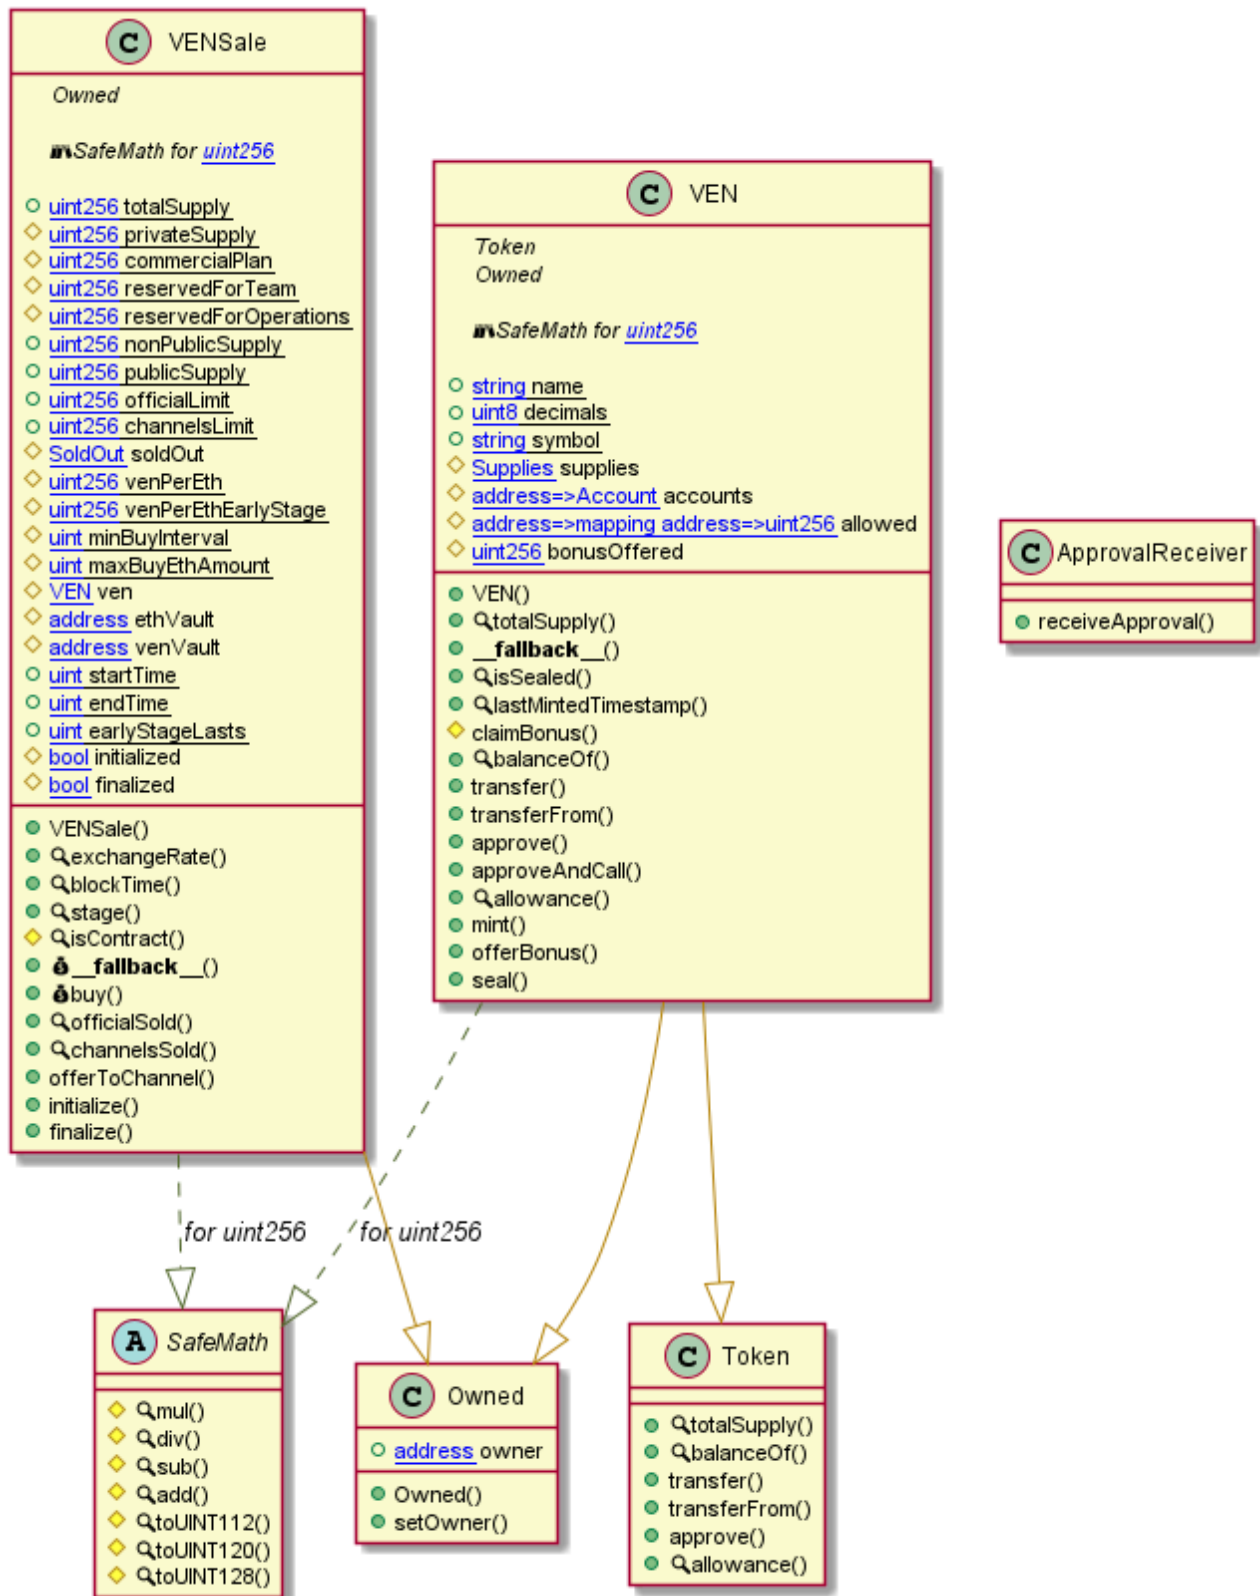 C VENSale
Owned
SafeMath for uint256
uint256 totalSupply
uint256 privateSupply
uint256 commercialPlan
uint256 reservedForTeam
uint256 reservedForOperations
uint256 nonPublicSupply
uint256 publicSupply
uint256 officialLimit
uint256 channelsLimit
SoldOut soldOut
uint256 venPerEth
uint256 venPerEthEarlyStage
uint minBuyInterval
uint maxBuyEthAmount
VEN ven
address ethVault
address venVault
uint startTime
uint endTime
uint earlyStageLasts
bool initialized
bool finalized
VENSale()
exchangeRate()
blockTime()
stage()
isContract()
__fallback__()
buy()
officialSold()
channelsSold()
offerToChannel()
initialize()
finalize()
C VEN
Token
Owned
SafeMath for uint256
string name
uint8 decimals
string symbol
Supplies supplies
address=>Account accounts
address=>mapping address=>uint256 allowed
uint256 bonusOffered
VEN()
totalSupply()
__fallback__()
isSealed()
lastMintedTimestamp()
claimBonus()
balanceOf()
transfer()
transferFrom()
approve()
approveAndCall()
allowance()
mint()
offerBonus()
seal()
C ApprovalReceiver
receiveApproval()
for uint256
for uint256
A SafeMath
mul()
div()
sub()
add()
toUINT112()
toUINT120()
toUINT128()
C Owned
address owner
Owned()
setOwner()
C Token
totalSupply()
balanceOf()
transfer()
transferFrom()
approve()
allowance()